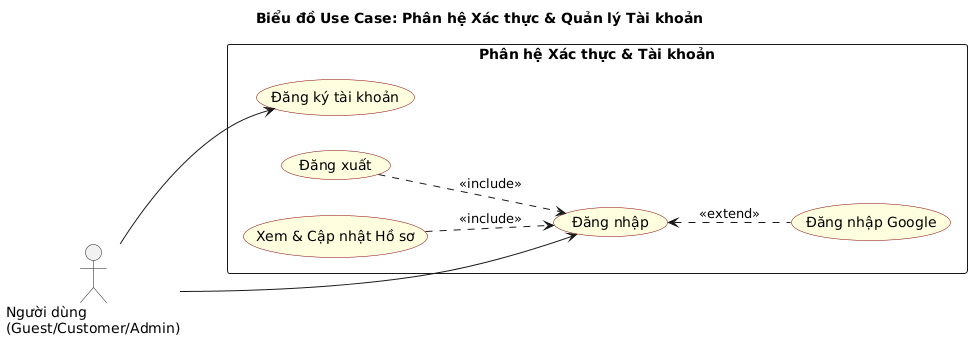 Biểu đồ Use Case: Phân hệ Xác thực & Quản lý Tài khoản
Phân hệ Xác thực & Tài khoản
Đăng ký tài khoản
Đăng xuất
«include»
Xem & Cập nhật Hồ sơ
«include»
Đăng nhập
«extend»
Đăng nhập Google
Người dùng
(Guest/Customer/Admin)